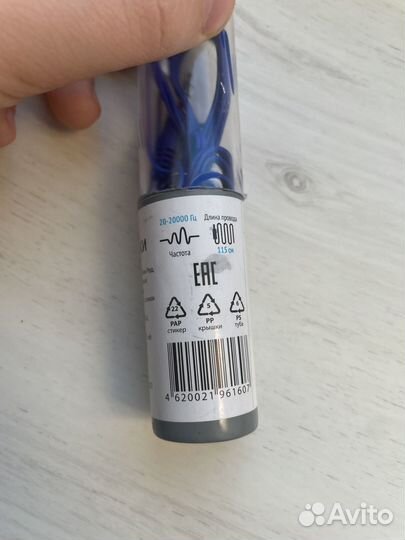 20-20000 Гц
Длина провода
115 см
Частота
EAC
22
5
6
PAP
PP
PS
стикер
крышки
туба
4 620021 961607
Avito